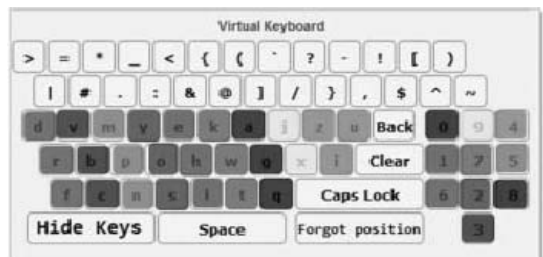 Virtual Keyboard
> = * _ < { ( ` ? - ! [ )
| # . : & @ ] / } , $ ^ ~
d v m y e k a j z u Back 0 9 4
r b p o h w g x i Clear 1 7 5
f c n s l t q Caps Lock 6 2 8
Hide Keys Space Forgot position 3